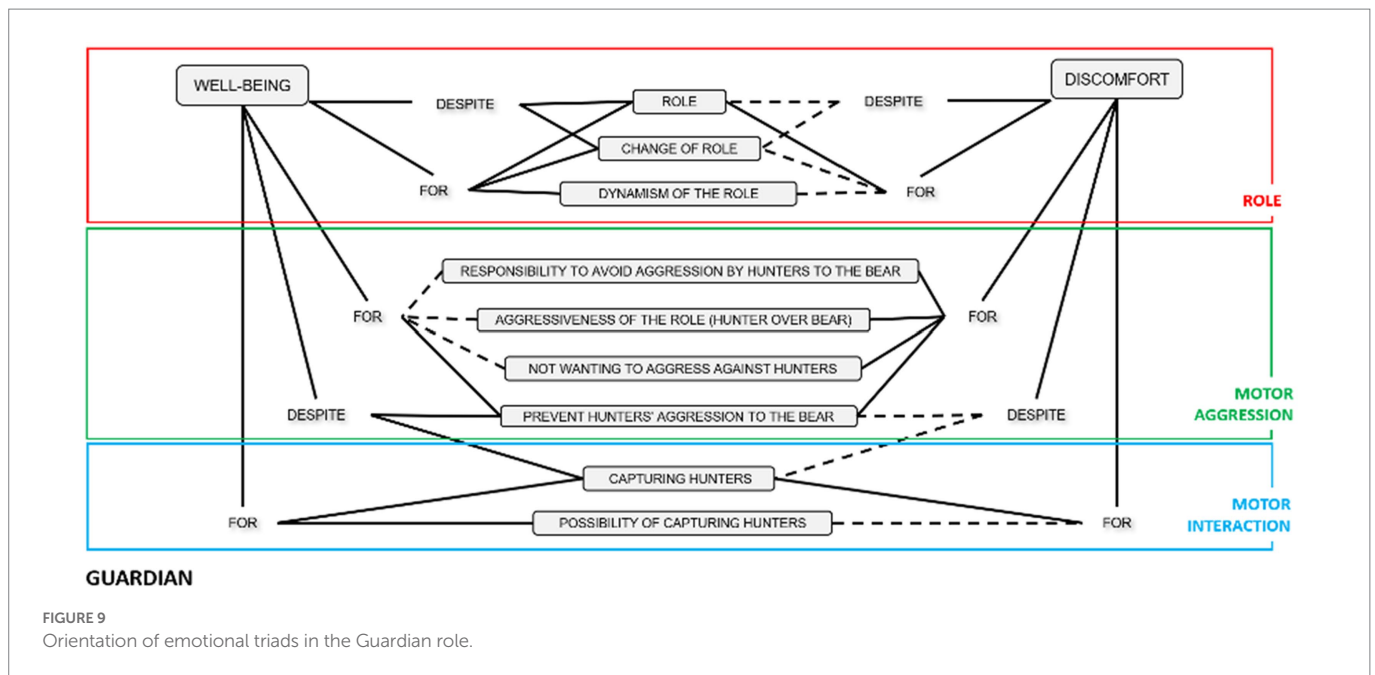 WELL-BEING
DISCOMFORT
DESPITE
ROLE
DESPITE
CHANGE OF ROLE
FOR
DYNAMISM OF THE ROLE
FOR
ROLE
RESPONSIBILITY TO AVOID AGGRESSION BY HUNTERS TO THE BEAR
FOR
AGGRESSIVENESS OF THE ROLE (HUNTER OVER BEAR)
FOR
NOT WANTING TO AGGRESS AGAINST HUNTERS
DESPITE
PREVENT HUNTERS' AGGRESSION TO THE BEAR
DESPITE
MOTOR
AGGRESSION
CAPTURING HUNTERS
FOR
POSSIBILITY OF CAPTURING HUNTERS
FOR
MOTOR
INTERACTION
GUARDIAN
FIGURE 9
Orientation of emotional triads in the Guardian role.